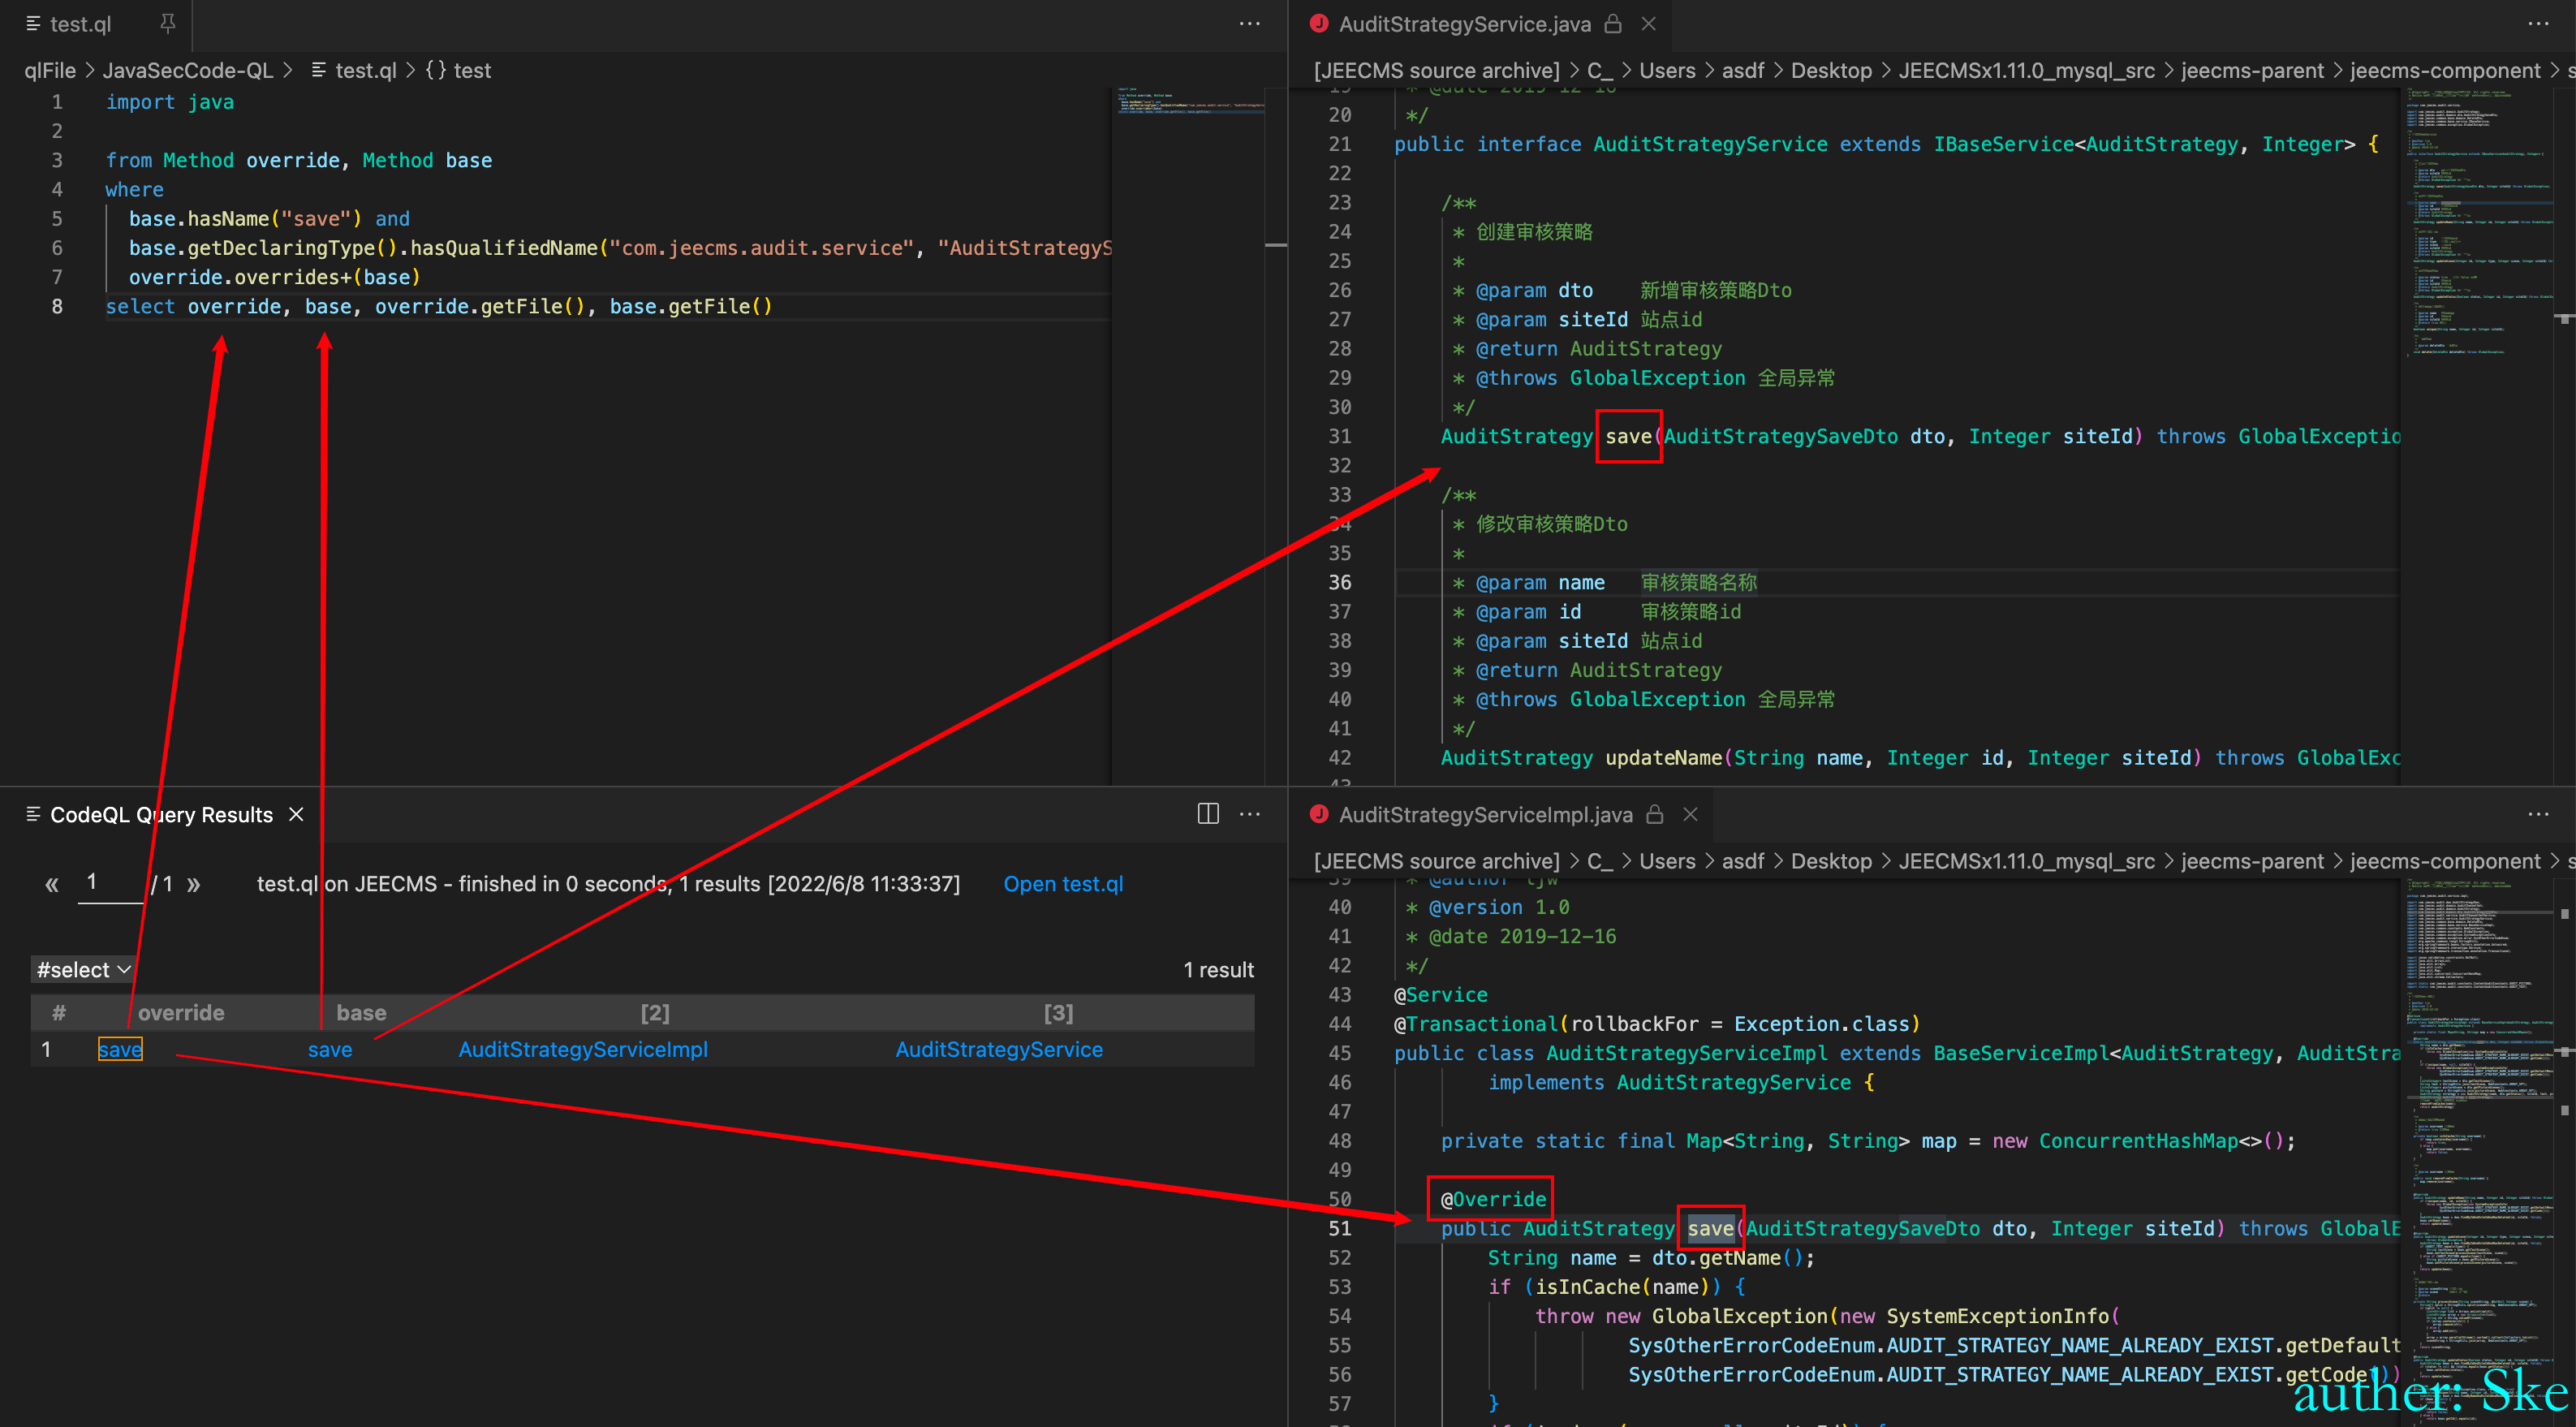 test.ql
qlFile > JavaSecCode-QL > test.ql > {} test
1 import java
2
3 from Method override, Method base
4 where
5 base.hasName("save") and
6 base.getDeclaringType().hasQualifiedName("com.jeecms.audit.service", "AuditStrategyS
7 override.overrides+(base)
8 select override, base, override.getFile(), base.getFile()
AuditStrategyService.java
[JEECMS source archive] > C_ > Users > asdf > Desktop > JEECMSx1.11.0_mysql_src > jeecms-parent > jeecms-component > s
19 * @date 2019-12-16
20 */
21 public interface AuditStrategyService extends IBaseService<AuditStrategy, Integer> {
22
23 /**
24 * 创建审核策略
25 *
26 * @param dto 新增审核策略Dto
27 * @param siteId 站点id
28 * @return AuditStrategy
29 * @throws GlobalException 全局异常
30 */
31 AuditStrategy save(AuditStrategySaveDto dto, Integer siteId) throws GlobalExceptio
32
33 /**
34 * 修改审核策略Dto
35 *
36 * @param name 审核策略名称
37 * @param id 审核策略id
38 * @param siteId 站点id
39 * @return AuditStrategy
40 * @throws GlobalException 全局异常
41 */
42 AuditStrategy updateName(String name, Integer id, Integer siteId) throws GlobalExc
43
CodeQL Query Results
« 1 / 1 » test.ql on JEECMS - finished in 0 seconds, 1 results [2022/6/8 11:33:37] Open test.ql
#select 1 result
# override base [2] [3]
1 save save AuditStrategyServiceImpl AuditStrategyService
AuditStrategyServiceImpl.java
[JEECMS source archive] > C_ > Users > asdf > Desktop > JEECMSx1.11.0_mysql_src > jeecms-parent > jeecms-component > s
39 * @author ljw
40 * @version 1.0
41 * @date 2019-12-16
42 */
43 @Service
44 @Transactional(rollbackFor = Exception.class)
45 public class AuditStrategyServiceImpl extends BaseServiceImpl<AuditStrategy, AuditStra
46 implements AuditStrategyService {
47
48 private static final Map<String, String> map = new ConcurrentHashMap<>();
49
50 @Override
51 public AuditStrategy save(AuditStrategySaveDto dto, Integer siteId) throws GlobalE
52 String name = dto.getName();
53 if (isInCache(name)) {
54 throw new GlobalException(new SystemExceptionInfo(
55 SysOtherErrorCodeEnum.AUDIT_STRATEGY_NAME_ALREADY_EXIST.getDefault
56 SysOtherErrorCodeEnum.AUDIT_STRATEGY_NAME_ALREADY_EXIST.getCode())
57 }
auther: Ske